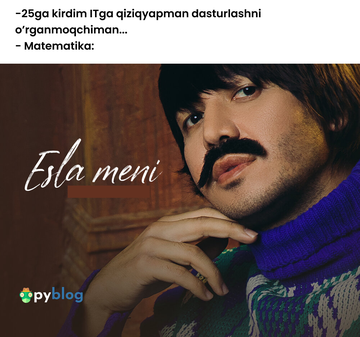 -25ga kirdim ITga qiziqyapman dasturlashni
o’rganmoqchiman...
- Matematika:
Esla meni
pyblog